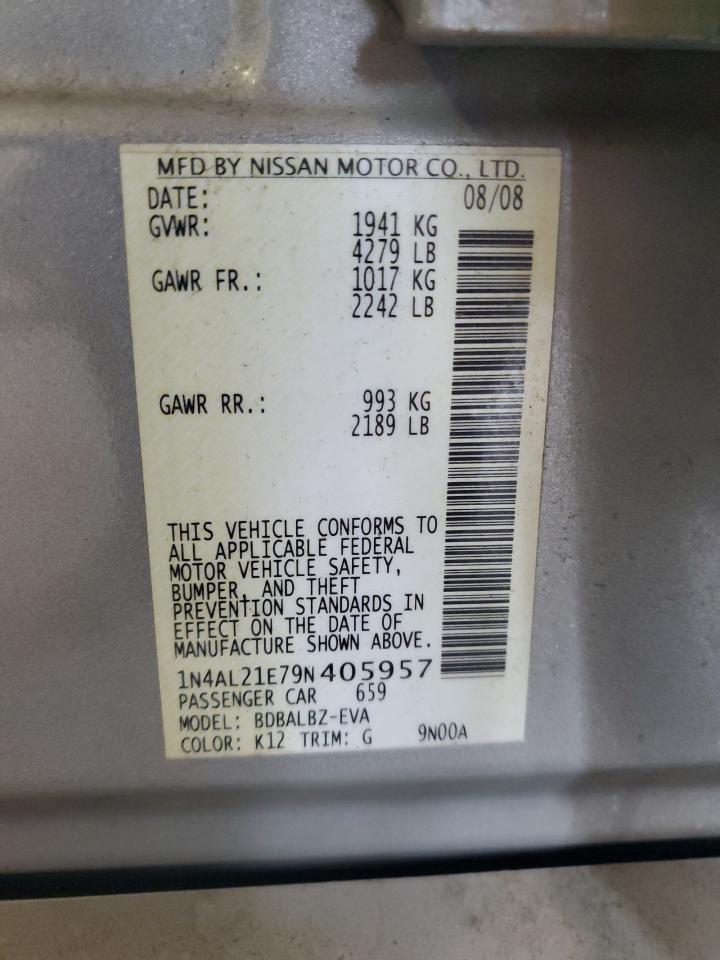 MFD BY NISSAN MOTOR CO., LTD.
DATE: 08/08
GVWR: 1941 KG
4279 LB
GAWR FR.: 1017 KG
2242 LB
GAWR RR.: 993 KG
2189 LB
THIS VEHICLE CONFORMS TO
ALL APPLICABLE FEDERAL
MOTOR VEHICLE SAFETY,
BUMPER, AND THEFT
PREVENTION STANDARDS IN
EFFECT ON THE DATE OF
MANUFACTURE SHOWN ABOVE.
1N4AL21E79N405957
PASSENGER CAR 659
MODEL: BDBALBZ-EVA
COLOR: K12 TRIM: G 9N00A